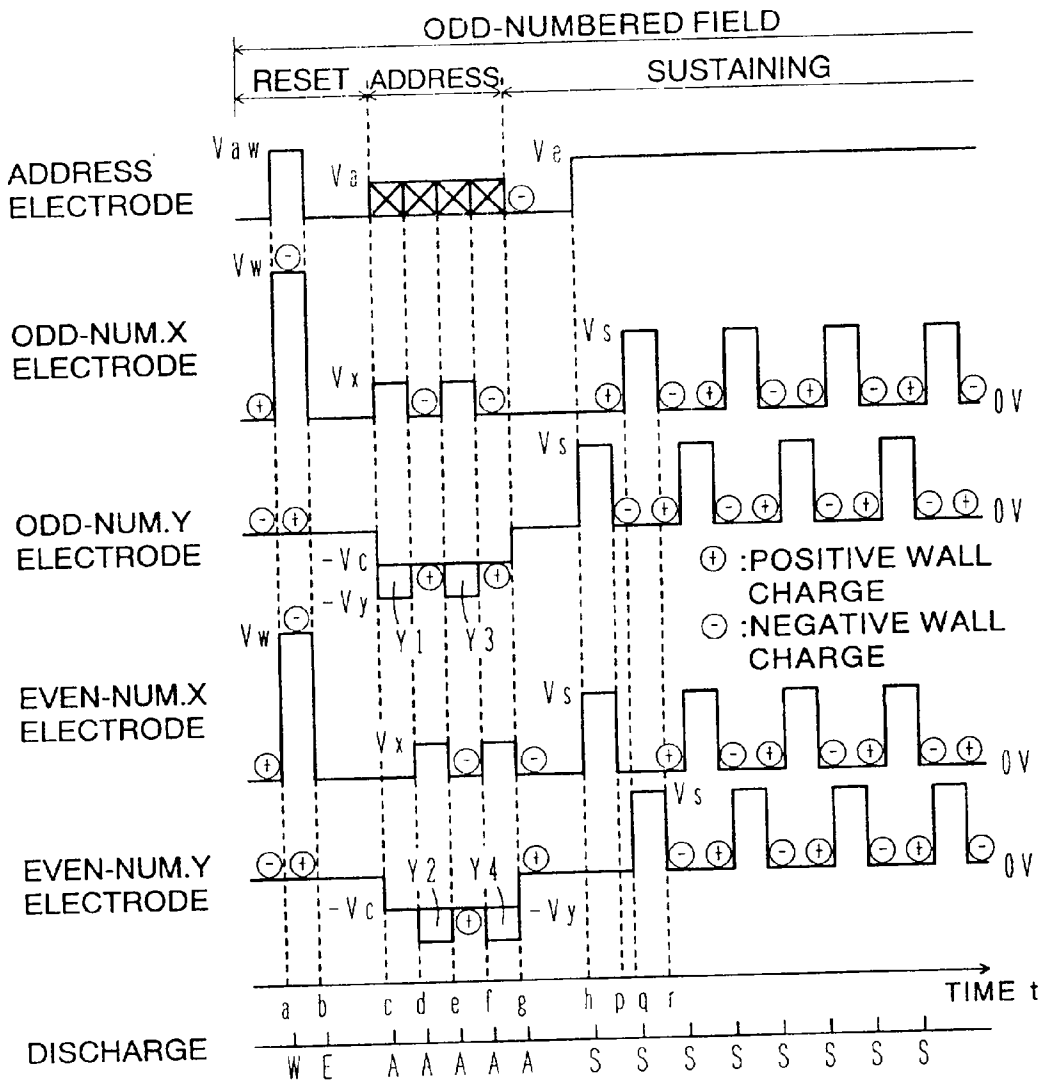 ODD-NUMBERED FIELD
RESET ADDRESS SUSTAINING
Vaw Va Ve
ADDRESS
ELECTRODE
-
Vw -
ODD-NUM.X
ELECTRODE
Vs
Vx
+ - - + - + - + - + - 0V
Vs
ODD-NUM.Y
ELECTRODE
- + - + - + - + - + - + 0V
-Vc + +
-Vy
Y1 Y3
+ :POSITIVE WALL
CHARGE
- :NEGATIVE WALL
CHARGE
Vw -
EVEN-NUM.X
ELECTRODE
Vs
Vx
+ - - + - + - + - + 0V
Vs
EVEN-NUM.Y
ELECTRODE
- + + - + - + - + - 0V
Y2 Y4
-Vc + -Vy
a b c d e f g h p q r
TIME t
DISCHARGE
W E A A A A A S S S S S S S S